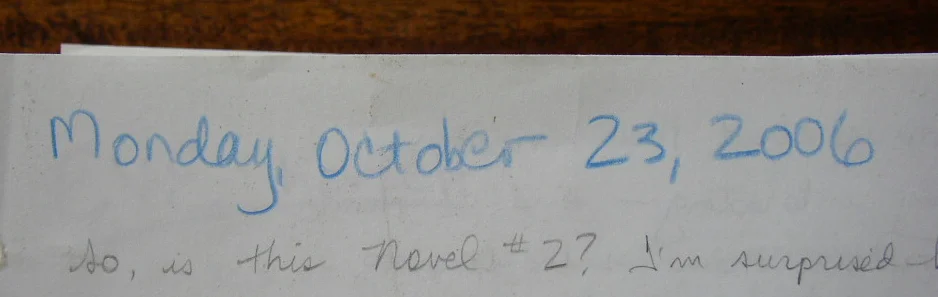 Monday, October 23, 2006
So, is this Novel #2? I'm surprised